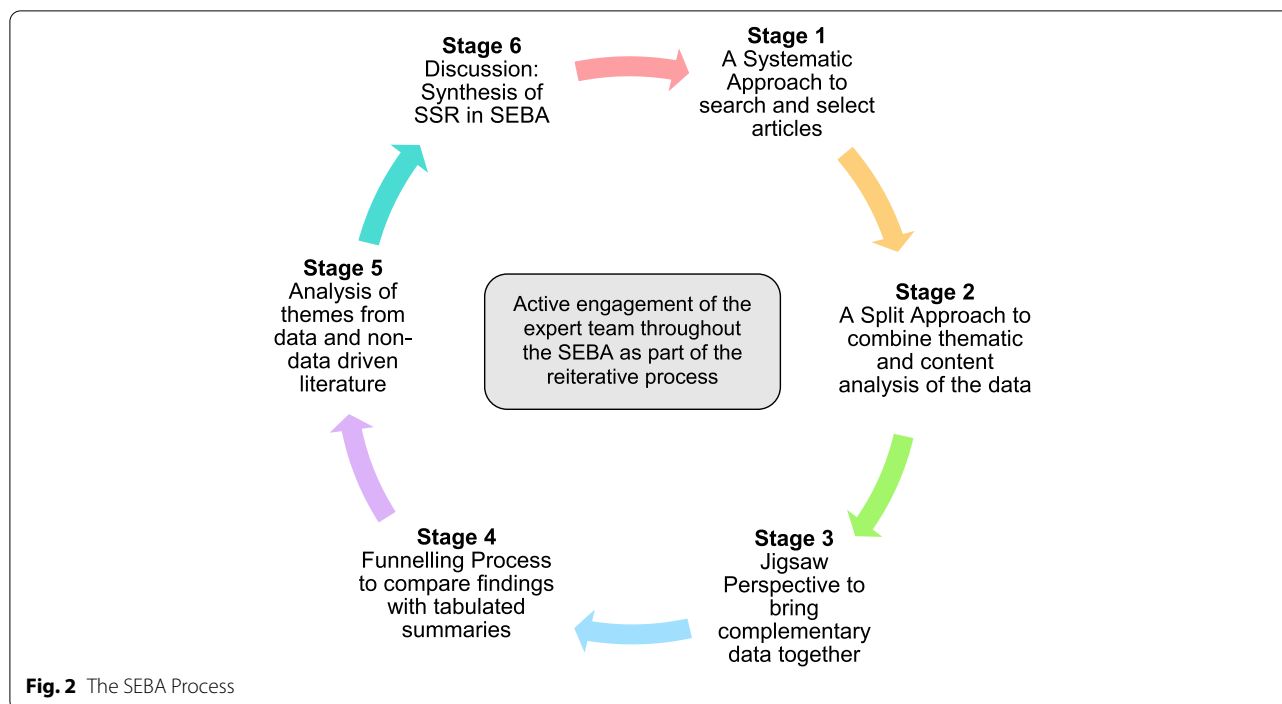 Stage 1
A Systematic
Approach to
search and select
articles
Stage 2
A Split Approach to
combine thematic
and content
analysis of the data
Stage 3
Jigsaw
Perspective to
bring
complementary
data together
Stage 4
Funnelling Process
to compare findings
with tabulated
summaries
Stage 5
Analysis of
themes from
data and non-
data driven
literature
Stage 6
Discussion:
Synthesis of
SSR in SEBA
Active engagement of the
expert team throughout
the SEBA as part of the
reiterative process
Fig. 2 The SEBA Process